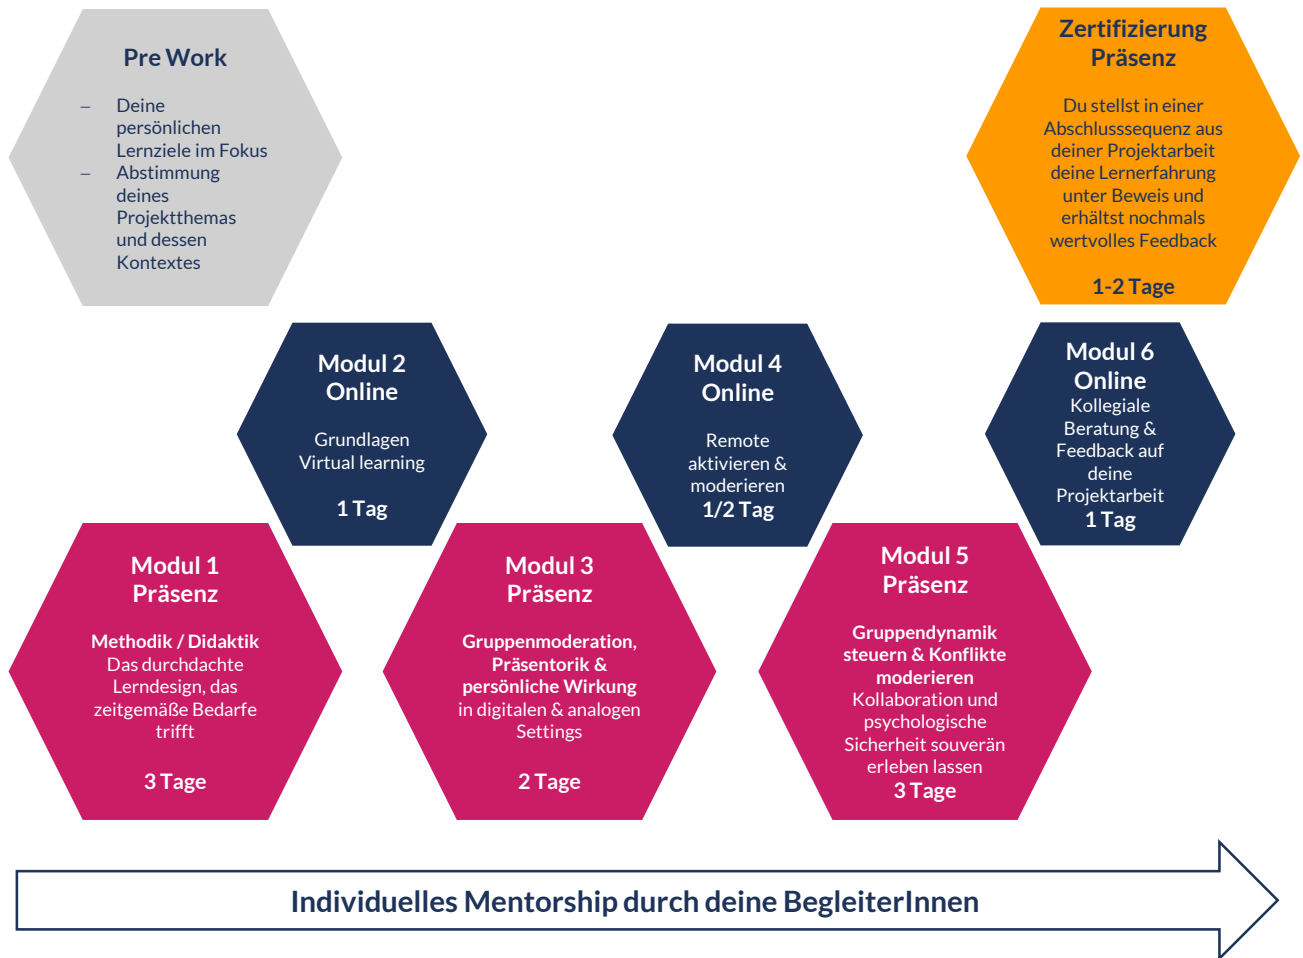 Pre Work
– Deine
persönlichen
Lernziele im Fokus
– Abstimmung
deines
Projektthemas
und dessen
Kontextes
Zertifizierung
Präsenz
Du stellst in einer
Abschlusssequenz aus
deiner Projektarbeit
deine Lernerfahrung
unter Beweis und
erhältst nochmals
wertvolles Feedback
1-2 Tage
Modul 2
Online
Grundlagen
Virtual learning
1 Tag
Modul 4
Online
Remote
aktivieren &
moderieren
1/2 Tag
Modul 6
Online
Kollegiale
Beratung &
Feedback auf
deine
Projektarbeit
1 Tag
Modul 1
Präsenz
Methodik / Didaktik
Das durchdachte
Lerndesign, das
zeitgemäße Bedarfe
trifft
3 Tage
Modul 3
Präsenz
Gruppenmoderation,
Präsentorik &
persönliche Wirkung
in digitalen & analogen
Settings
2 Tage
Modul 5
Präsenz
Gruppendynamik
steuern & Konflikte
moderieren
Kollaboration und
psychologische
Sicherheit souverän
erleben lassen
3 Tage
Individuelles Mentorship durch deine BegleiterInnen